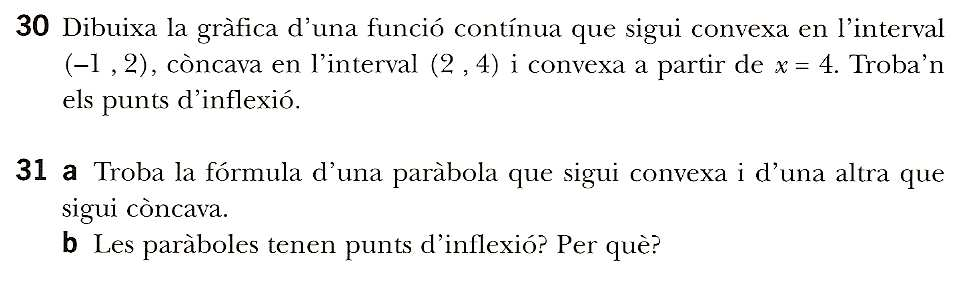 30 Dibuixa la gràfica d'una funció contínua que sigui convexa en l'interval
(–1 , 2), còncava en l'interval (2 , 4) i convexa a partir de x = 4. Troba'n
els punts d'inflexió.
31 a Troba la fórmula d'una paràbola que sigui convexa i d'una altra que
sigui còncava.
b Les paràboles tenen punts d'inflexió? Per què?